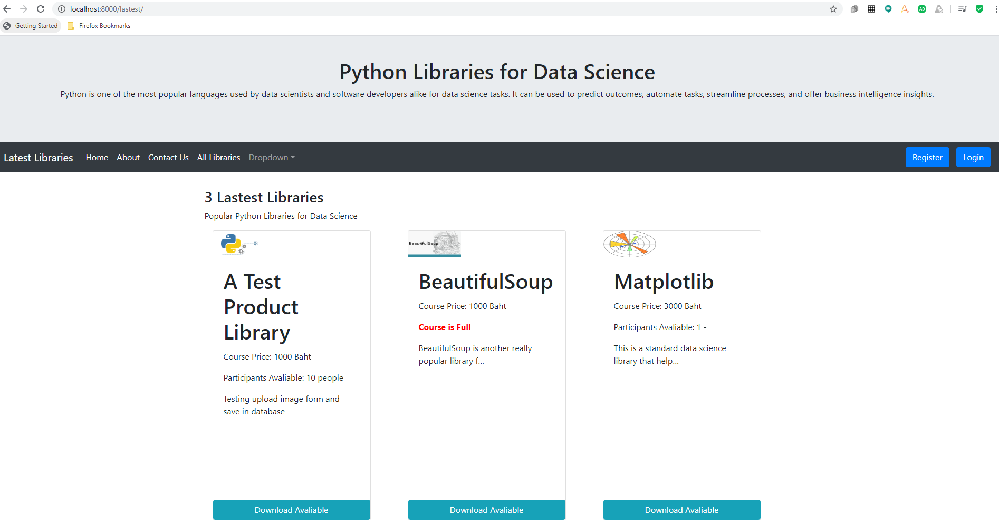 localhost:8000/lastest/
Getting Started
Firefox Bookmarks
Python Libraries for Data Science
Python is one of the most popular languages used by data scientists and software developers alike for data science tasks. It can be used to predict outcomes, automate tasks, streamline processes, and offer business intelligence insights.
Latest Libraries Home About Contact Us All Libraries Dropdown Register Login
3 Lastest Libraries
Popular Python Libraries for Data Science
A Test
Product
Library
Course Price: 1000 Baht
Participants Avaliable: 10 people
Testing upload image form and
save in database
Download Avaliable
BeautifulSoup
BeautifulSoup
Course Price: 1000 Baht
Course is Full
BeautifulSoup is another really
popular library f...
Download Avaliable
Matplotlib
Course Price: 3000 Baht
Participants Avaliable: 1 -
This is a standard data science
library that help...
Download Avaliable